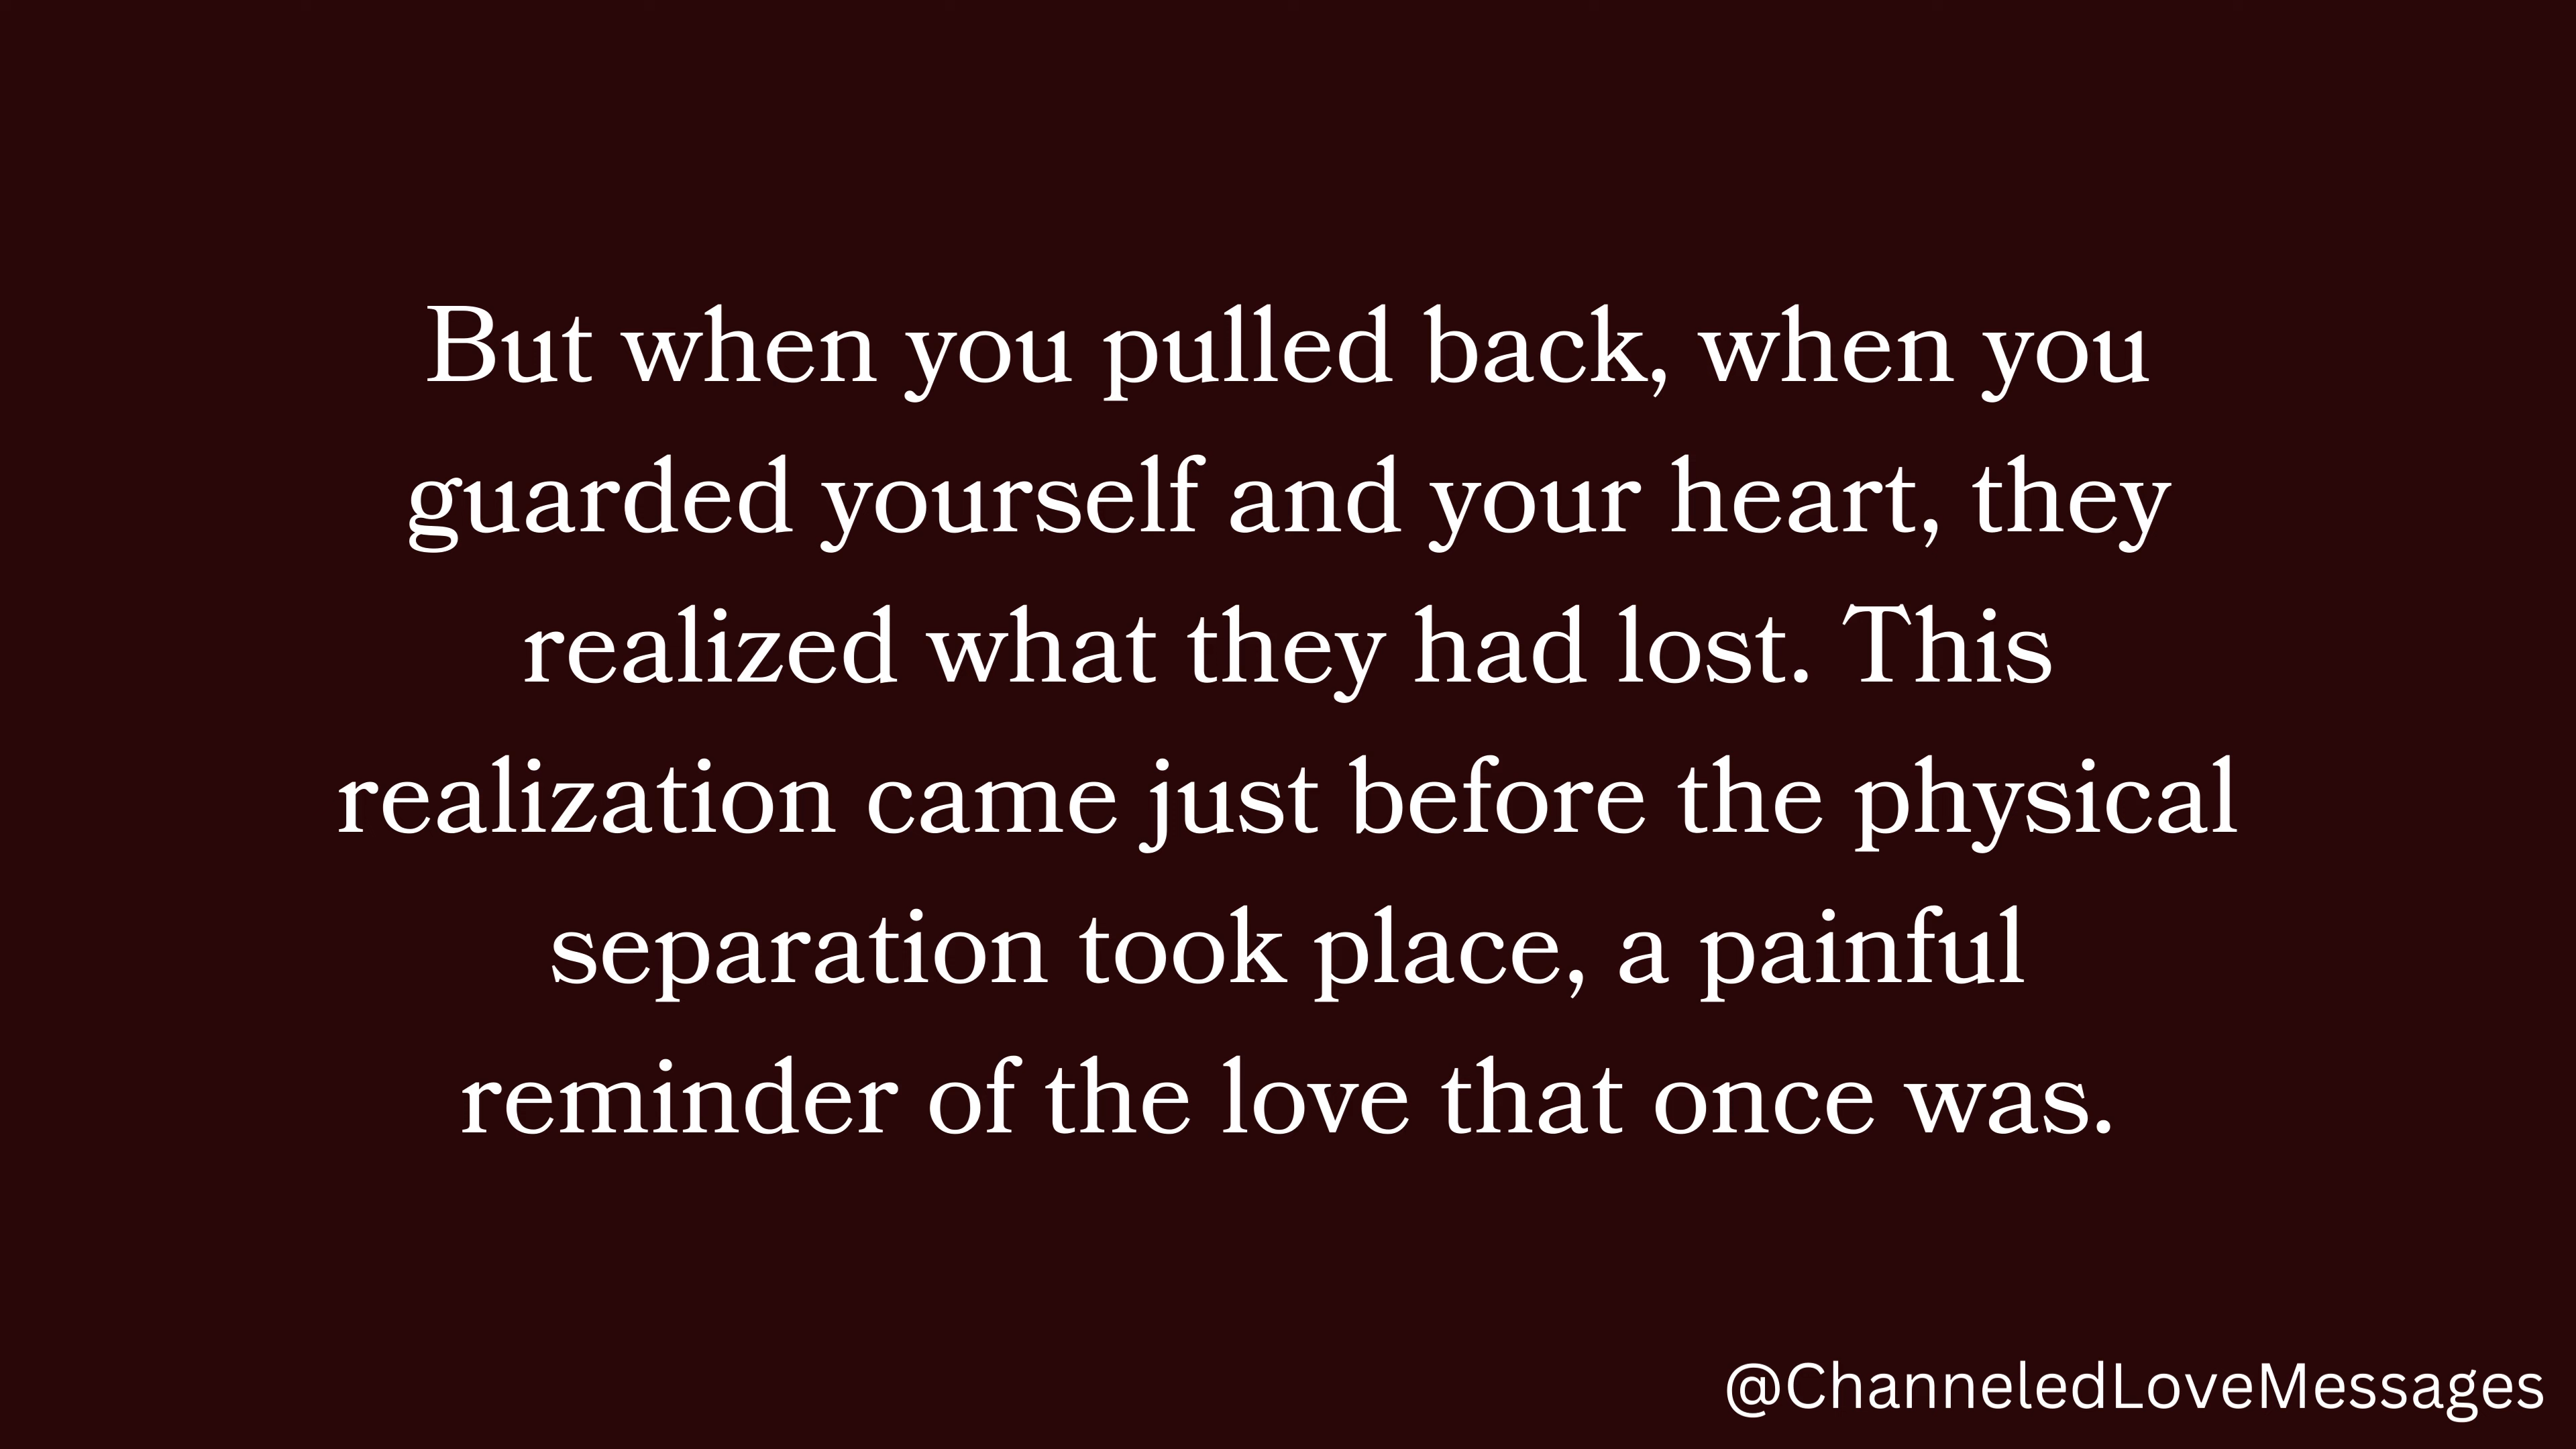 But when you pulled back, when you
guarded yourself and your heart, they
realized what they had lost. This
realization came just before the physical
separation took place, a painful
reminder of the love that once was.
@ChanneledLoveMessages